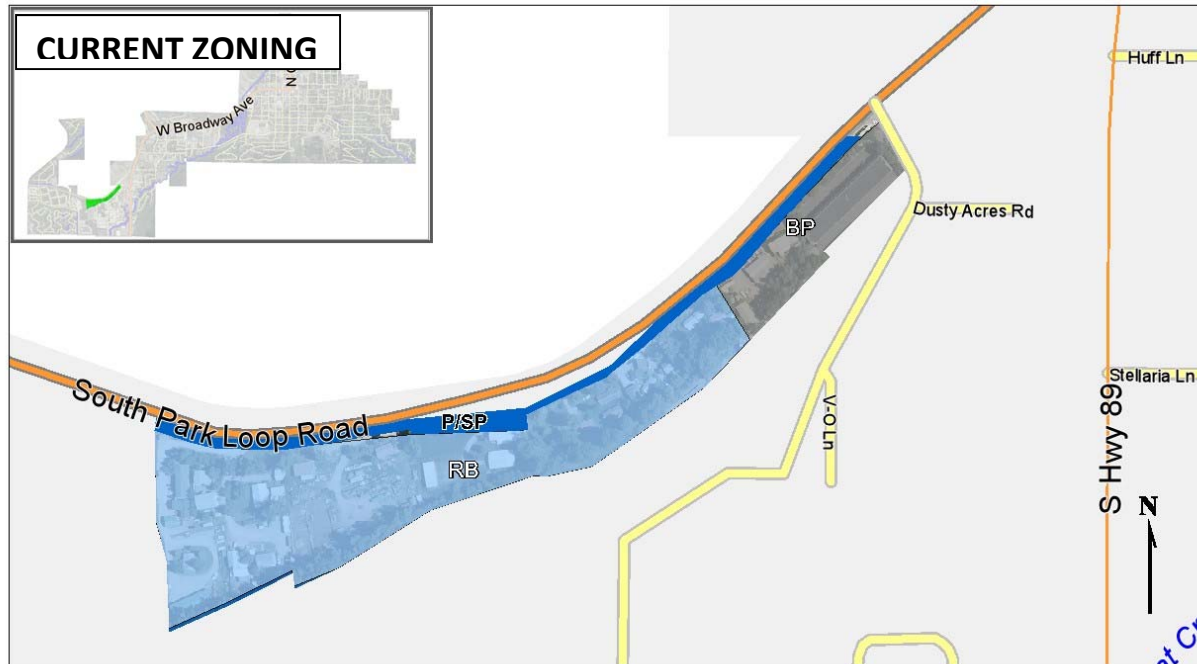 CURRENT ZONING
W Broadway Ave
Huff Ln
BP
Dusty Acres Rd
Stellaria Ln
South Park Loop Road
P/SP
V-O Ln
S Hwy 89
RB
N